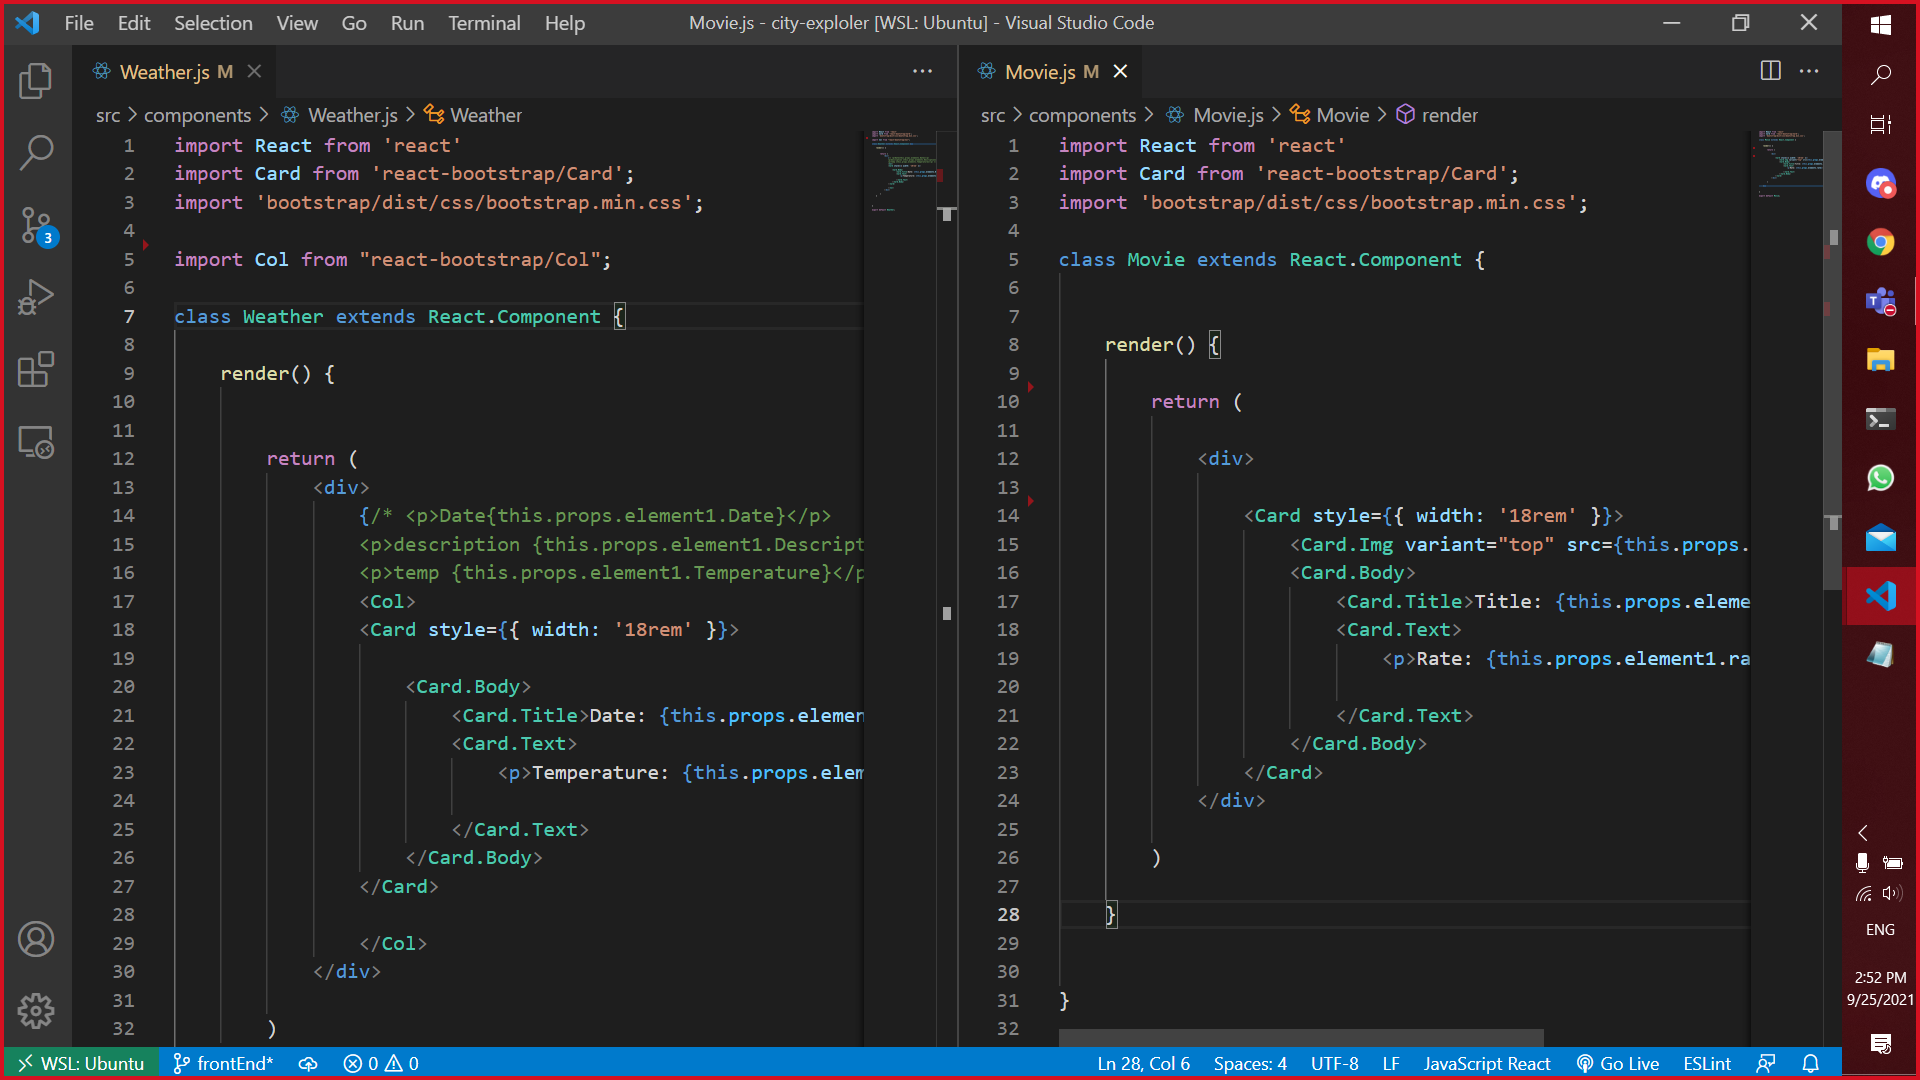 File Edit Selection View Go Run Terminal Help
Movie.js - city-exploler [WSL: Ubuntu] - Visual Studio Code
Weather.js M
src > components > Weather.js > Weather
1 import React from 'react'
2 import Card from 'react-bootstrap/Card';
3 import 'bootstrap/dist/css/bootstrap.min.css';
4
5 import Col from "react-bootstrap/Col";
6
7 class Weather extends React.Component {
8
9 render() {
10
11
12 return (
13 <div>
14 {/* <p>Date{this.props.element1.Date}</p>
15 <p>description {this.props.element1.Descript
16 <p>temp {this.props.element1.Temperature}</p
17 <Col>
18 <Card style={{ width: '18rem' }}>
19
20 <Card.Body>
21 <Card.Title>Date: {this.props.elemen
22 <Card.Text>
23 <p>Temperature: {this.props.elem
24
25 </Card.Text>
26 </Card.Body>
27 </Card>
28
29 </Col>
30 </div>
31
32 )
Movie.js M
src > components > Movie.js > Movie > render
1 import React from 'react'
2 import Card from 'react-bootstrap/Card';
3 import 'bootstrap/dist/css/bootstrap.min.css';
4
5 class Movie extends React.Component {
6
7
8 render() {
9
10 return (
11
12 <div>
13
14 <Card style={{ width: '18rem' }}>
15 <Card.Img variant="top" src={this.props.
16 <Card.Body>
17 <Card.Title>Title: {this.props.eleme
18 <Card.Text>
19 <p>Rate: {this.props.element1.ra
20
21 </Card.Text>
22 </Card.Body>
23 </Card>
24 </div>
25
26 )
27
28 }
29
30
31 }
32
3
WSL: Ubuntu frontEnd* 0 0
Ln 28, Col 6 Spaces: 4 UTF-8 LF JavaScript React Go Live ESLint
ENG
2:52 PM
9/25/2021